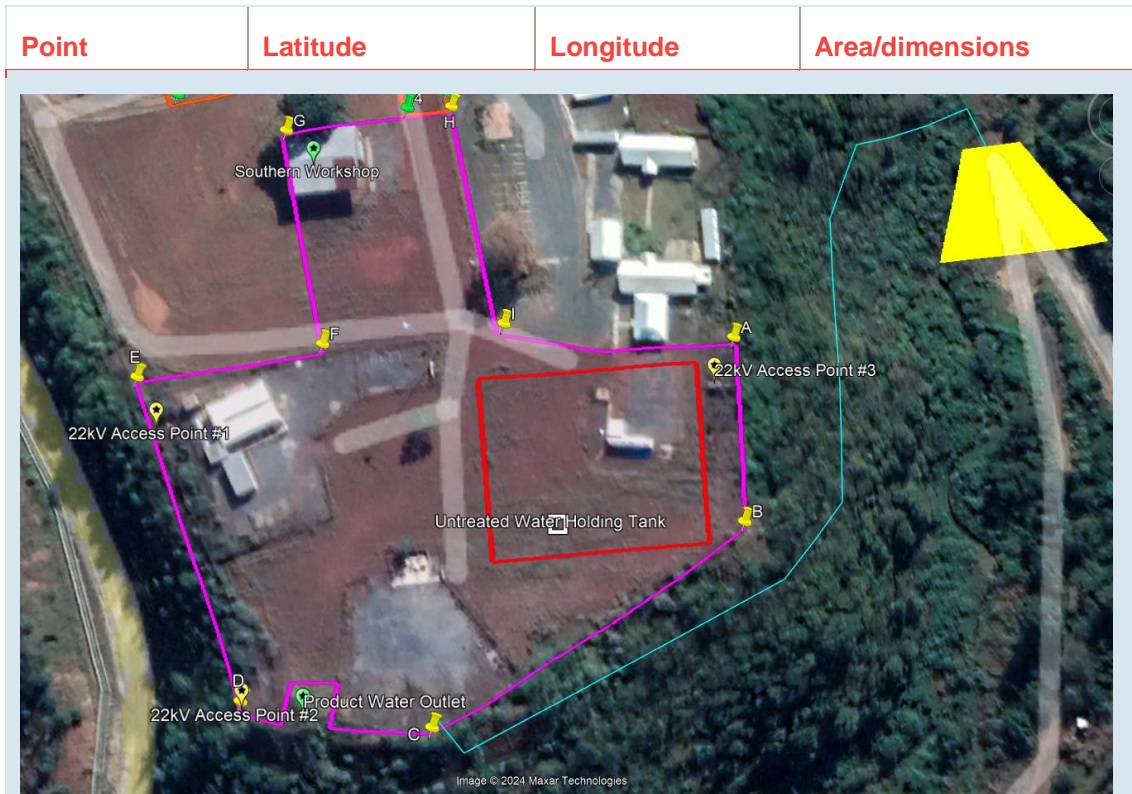 Point Latitude Longitude Area/dimensions
4
G
H
Southern Workshop
I
A
F
E
22kV Access Point #3
22kV Access Point #1
B
Untreated Water Holding Tank
D
Product Water Outlet
22kV Access Point #2
C
Image © 2024 Maxar Technologies